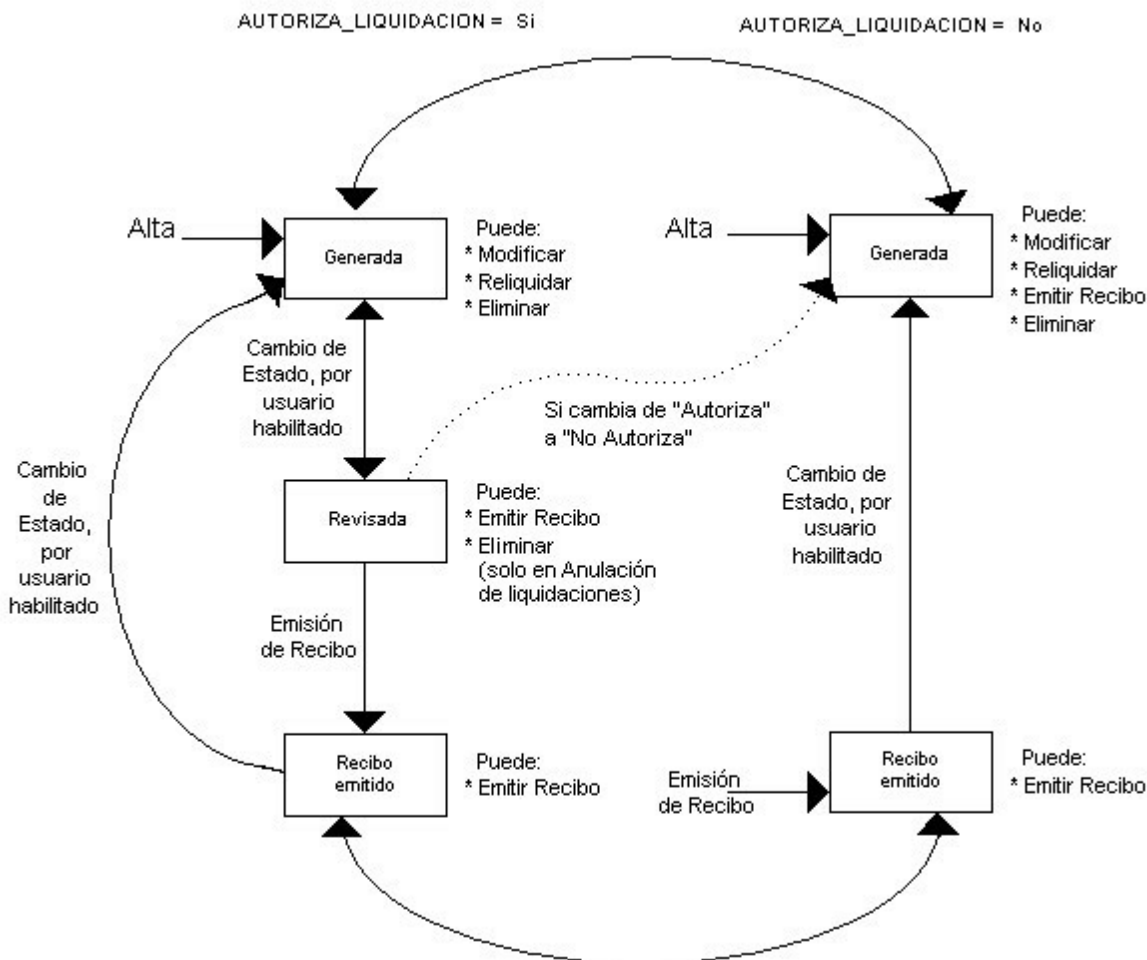 AUTORIZA_LIQUIDACION = Si
AUTORIZA_LIQUIDACION = No
Alta
Generada
Puede:
* Modificar
* Reliquidar
* Eliminar
Alta
Generada
Puede:
* Modificar
* Reliquidar
* Emitir Recibo
* Eliminar
Cambio de
Estado, por
usuario
habilitado
Si cambia de "Autoriza"
a "No Autoriza"
Cambio
de
Estado,
por
usuario
habilitado
Revisada
Puede:
* Emitir Recibo
* Eliminar
(solo en Anulación
de liquidaciones)
Cambio de
Estado, por
usuario
habilitado
Emisión
de Recibo
Recibo
emitido
Puede:
* Emitir Recibo
Emisión
de Recibo
Recibo
emitido
Puede:
* Emitir Recibo